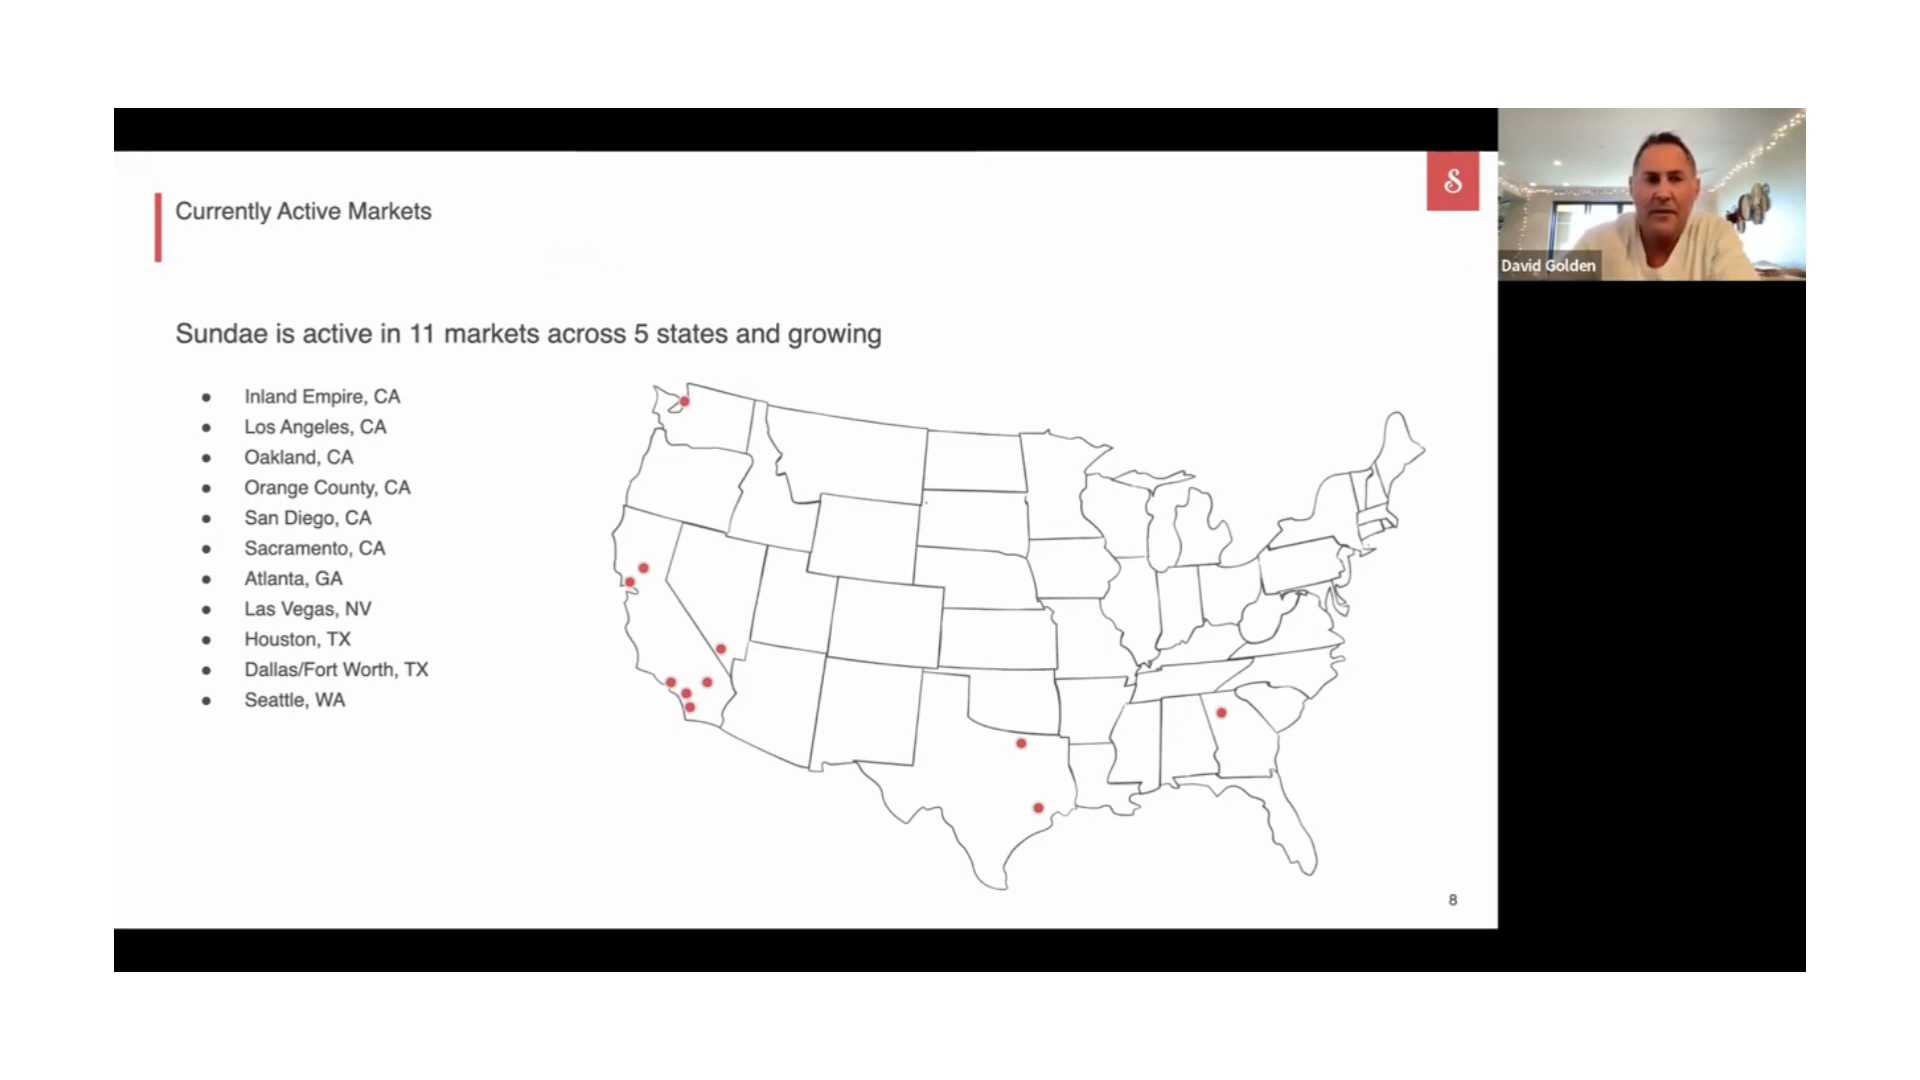 Currently Active Markets
S
David Golden
Sundae is active in 11 markets across 5 states and growing
● Inland Empire, CA
● Los Angeles, CA
● Oakland, CA
● Orange County, CA
● San Diego, CA
● Sacramento, CA
● Atlanta, GA
● Las Vegas, NV
● Houston, TX
● Dallas/Fort Worth, TX
● Seattle, WA
8